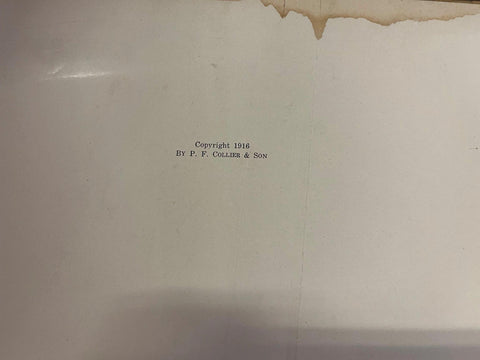 Copyright 1916
By P. F. Collier & Son